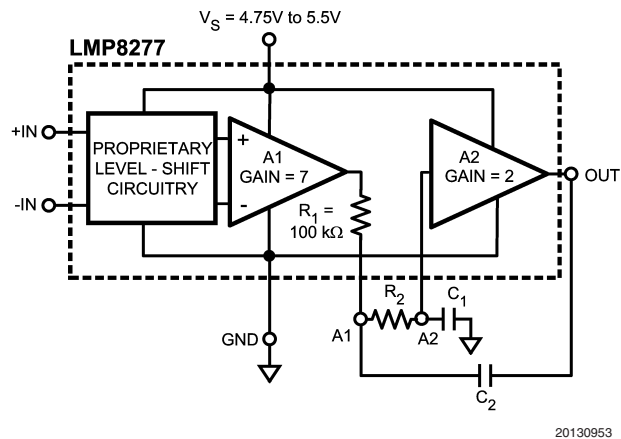 V_S = 4.75V to 5.5V
LMP8277
+IN
-IN
PROPRIETARY
LEVEL - SHIFT
CIRCUITRY
+
-
A1
GAIN = 7
A2
GAIN = 2
OUT
R_1 =
100 kΩ
R_2
C_1
A1
A2
GND
C_2
20130953